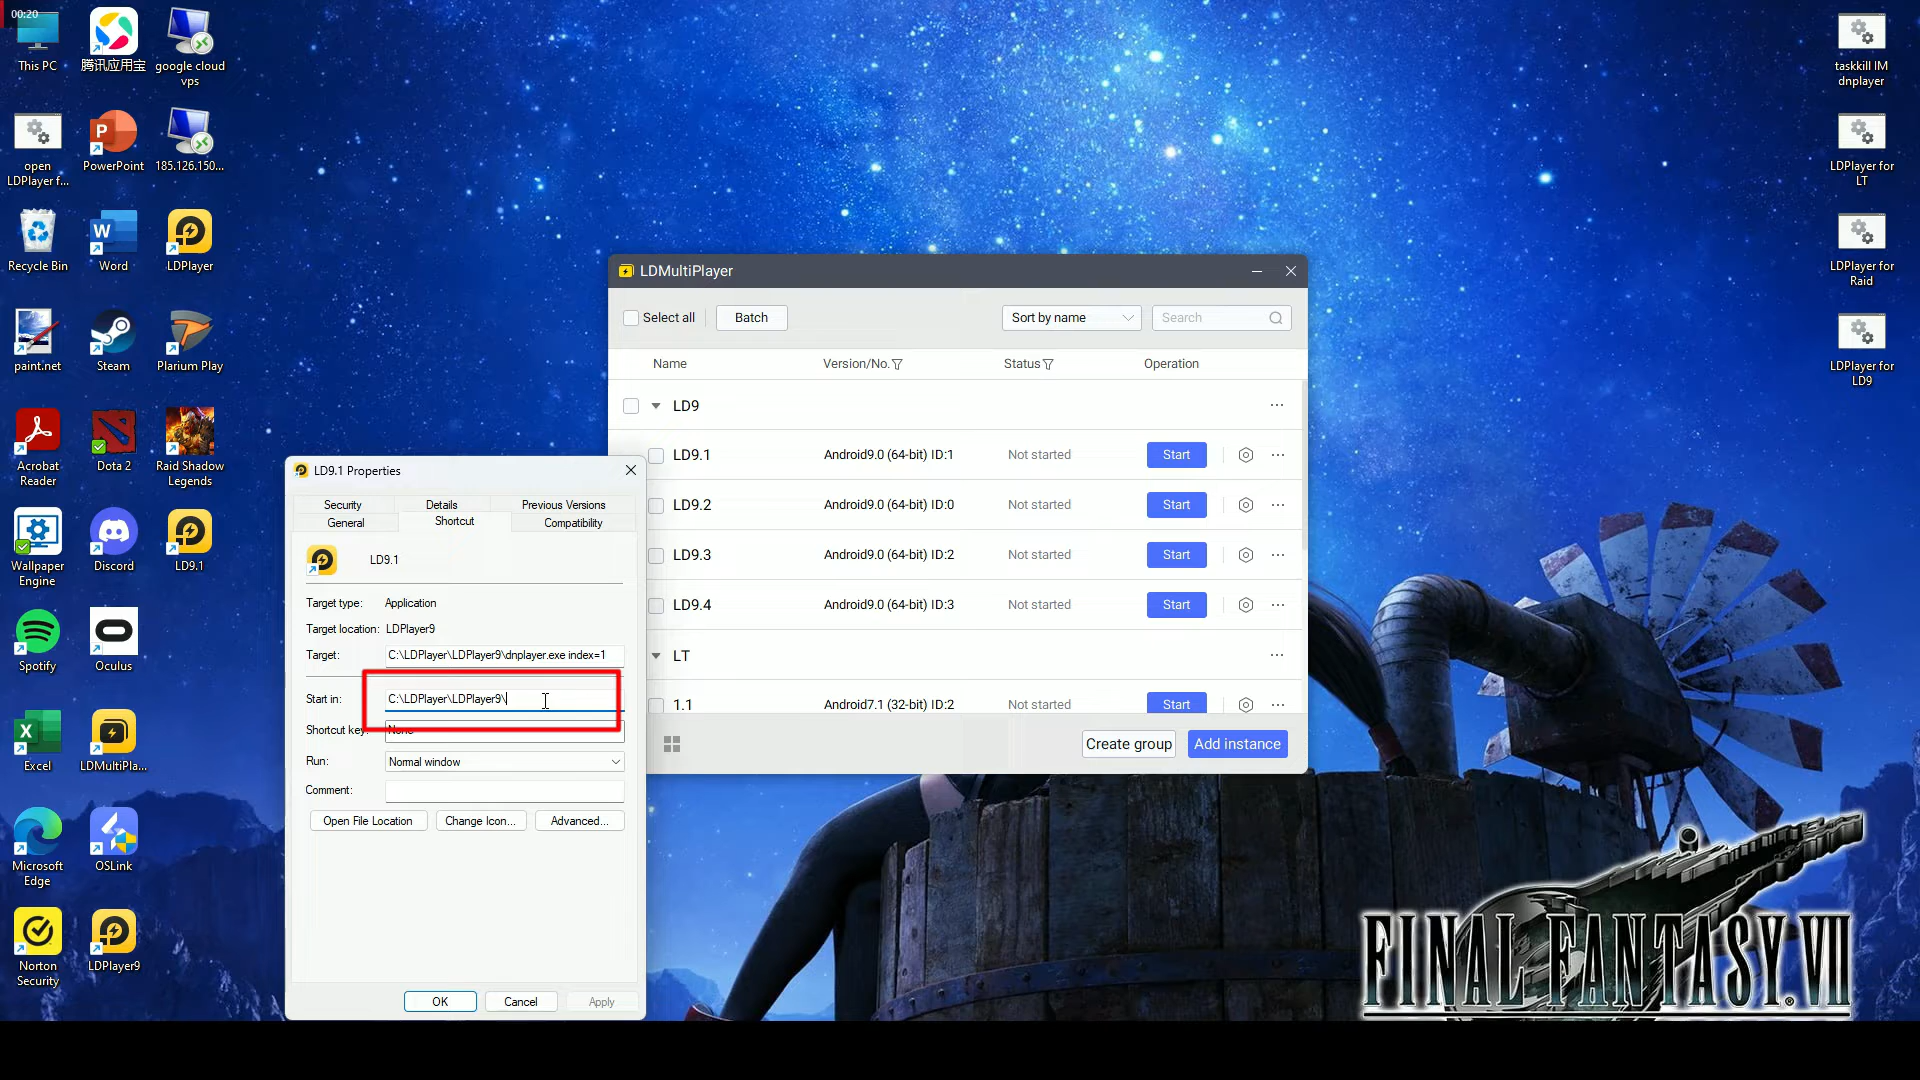 00:20
This PC
腾讯应用宝
google cloud
vps
open
LDPlayer f...
PowerPoint
185.126.150...
Recycle Bin
Word
LDPlayer
paint.net
Steam
Plarium Play
Acrobat
Reader
Dota 2
Raid Shadow
Legends
Wallpaper
Engine
Discord
LD9.1
Spotify
Oculus
Excel
LDMultiPla...
Microsoft
Edge
OSLink
Norton
Security
LDPlayer9
taskkill IM
dnplayer
LDPlayer for
LT
LDPlayer for
Raid
LDPlayer for
LD9
LDMultiPlayer
Select all
Batch
Sort by name
Search
Name
Version/No.
Status
Operation
LD9
LD9.1 Android9.0 (64-bit) ID:1 Not started Start
LD9.2 Android9.0 (64-bit) ID:0 Not started Start
LD9.3 Android9.0 (64-bit) ID:2 Not started Start
LD9.4 Android9.0 (64-bit) ID:3 Not started Start
LT
1.1 Android7.1 (32-bit) ID:2 Not started Start
Create group
Add instance
LD9.1 Properties
Security Details Previous Versions
General Shortcut Compatibility
LD9.1
Target type: Application
Target location: LDPlayer9
Target: C:\LDPlayer\LDPlayer9\dnplayer.exe index=1
Start in: C:\LDPlayer\LDPlayer9\
Shortcut key: None
Run: Normal window
Comment:
Open File Location Change Icon... Advanced...
OK Cancel Apply
FINAL FANTASY VII